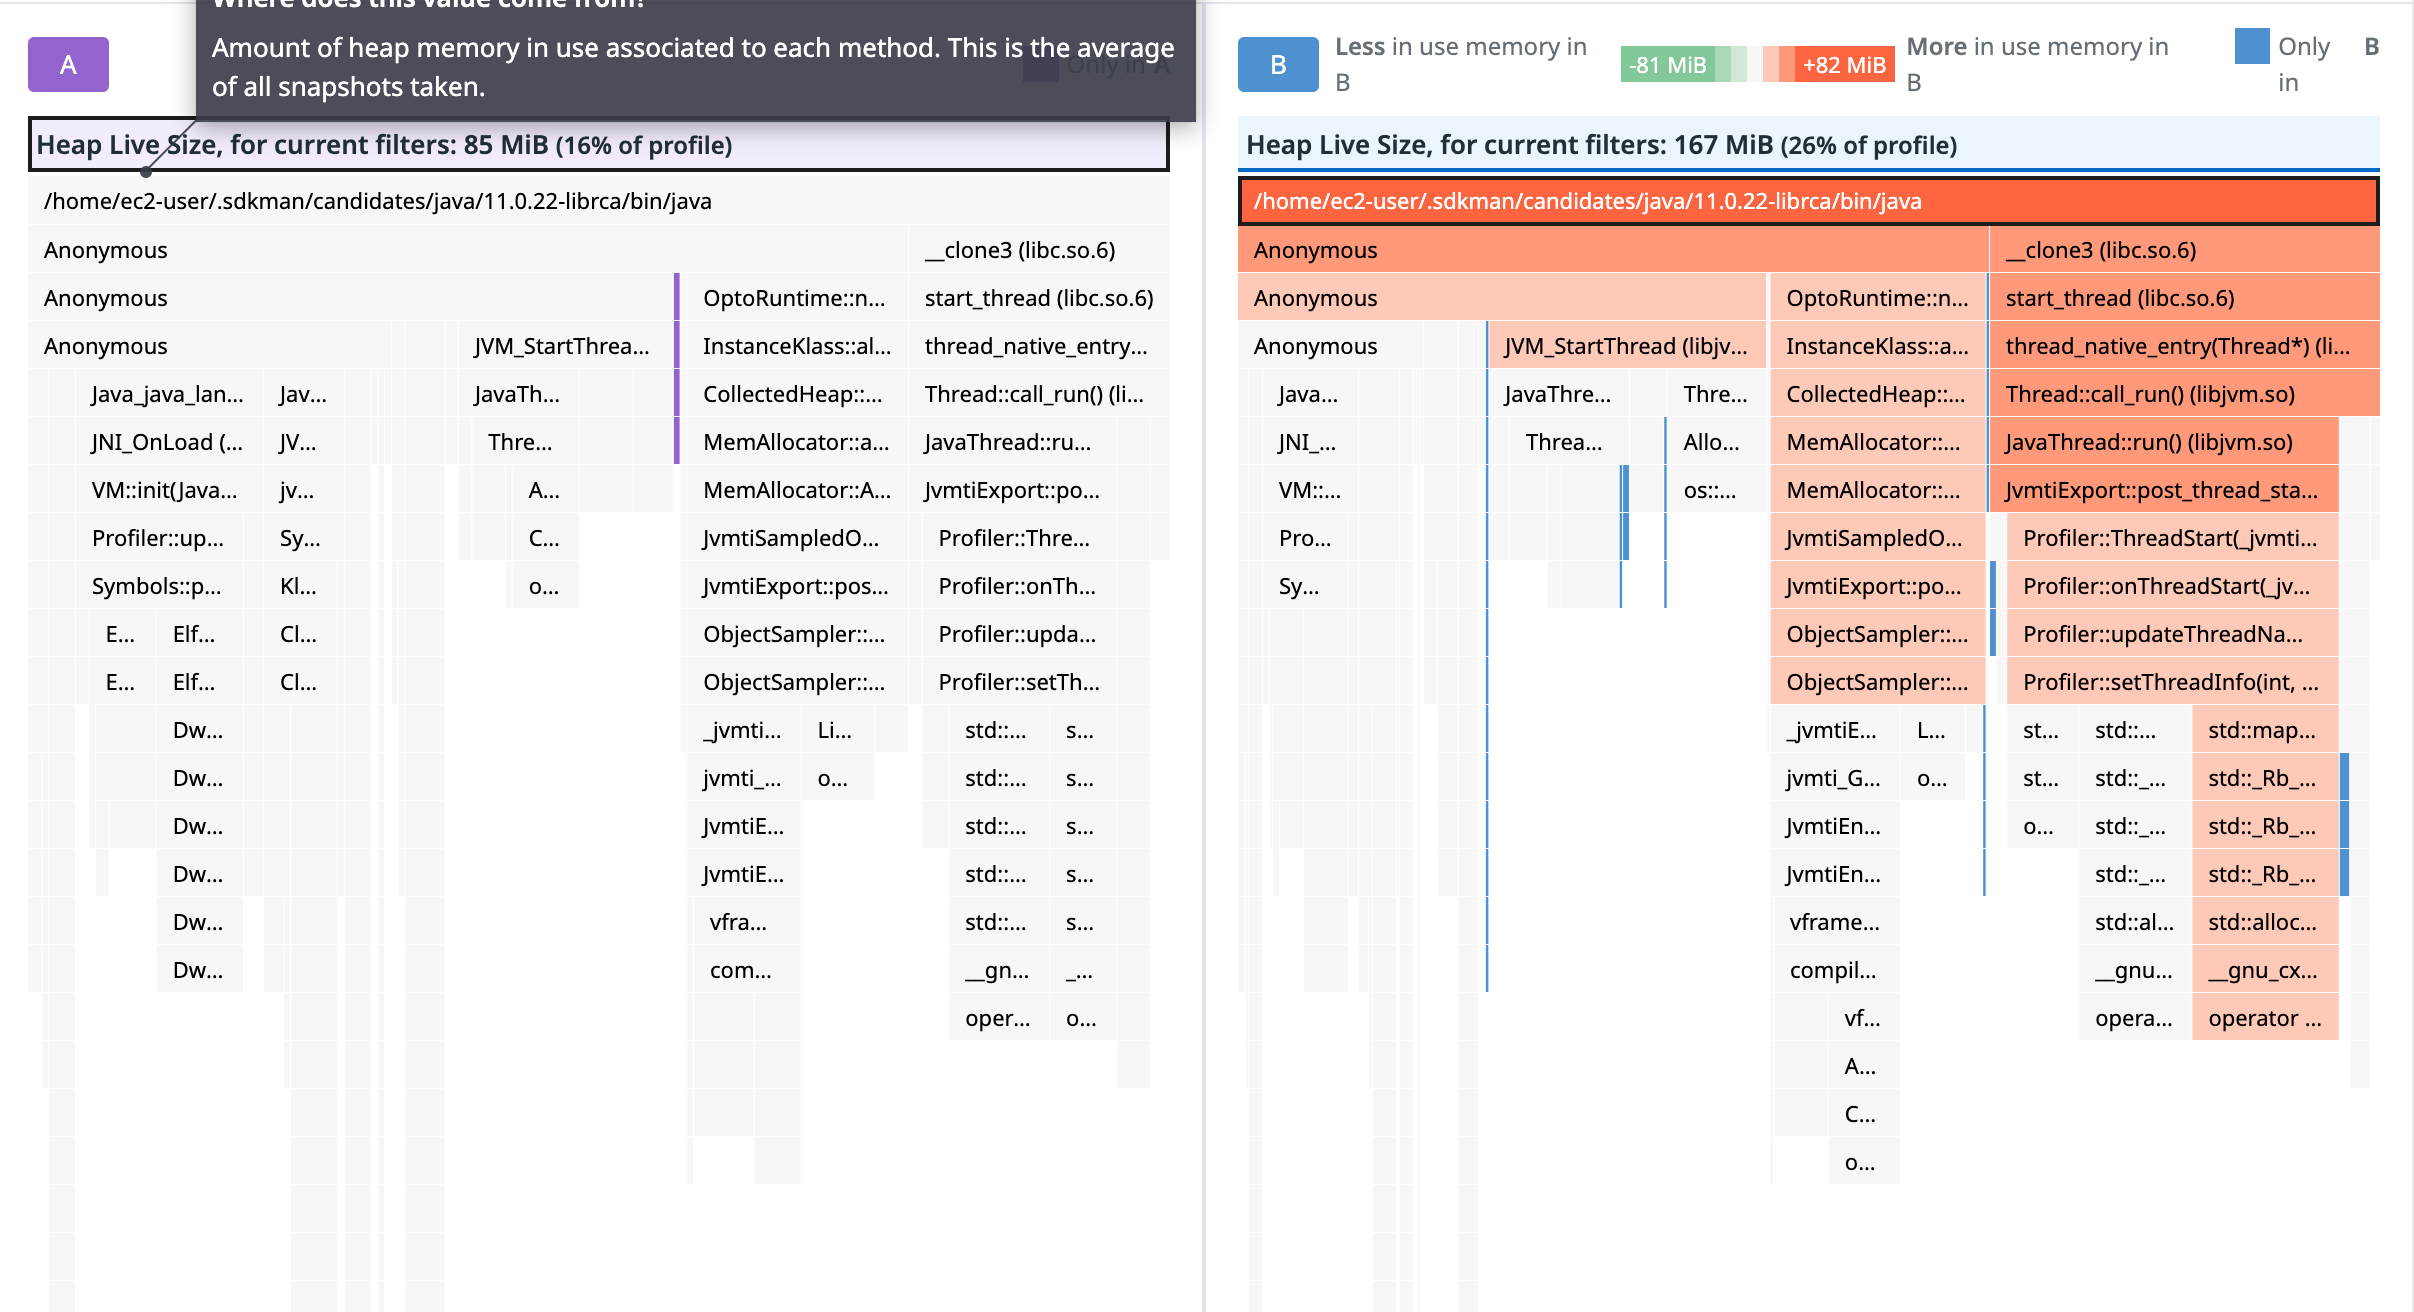 Where does this value come from?
Amount of heap memory in use associated to each method. This is the average
of all snapshots taken.
A
Only in A
Heap Live Size, for current filters: 85 MiB (16% of profile)
/home/ec2-user/.sdkman/candidates/java/11.0.22-librca/bin/java
Anonymous __clone3 (libc.so.6)
Anonymous OptoRuntime::n... start_thread (libc.so.6)
Anonymous JVM_StartThrea... InstanceKlass::al... thread_native_entry...
Java_java_lan... Jav... JavaTh... CollectedHeap::... Thread::call_run() (li...
JNI_OnLoad (... JV... Thre... MemAllocator::a... JavaThread::ru...
VM::init(Java... jv... A... MemAllocator::A... JvmtiExport::po...
Profiler::up... Sy... C... JvmtiSampledO... Profiler::Thre...
Symbols::p... Kl... o... JvmtiExport::pos... Profiler::onTh...
E... Elf... Cl... ObjectSampler::... Profiler::upda...
E... Elf... Cl... ObjectSampler::... Profiler::setTh...
Dw... _jvmti... Li... std::... s...
Dw... jvmti_... o... std::... s...
Dw... JvmtiE... std::... s...
Dw... JvmtiE... std::... s...
Dw... vfra... std::... s...
Dw... com... __gn... _...
oper... o...
B
Less in use memory in
B
-81 MiB +82 MiB
More in use memory in
B
Only B
in
Heap Live Size, for current filters: 167 MiB (26% of profile)
/home/ec2-user/.sdkman/candidates/java/11.0.22-librca/bin/java
Anonymous __clone3 (libc.so.6)
Anonymous OptoRuntime::n... start_thread (libc.so.6)
Anonymous JVM_StartThread (libjv... InstanceKlass::a... thread_native_entry(Thread*) (li...
Java... JavaThre... Thre... CollectedHeap::... Thread::call_run() (libjvm.so)
JNI_... Threa... Allo... MemAllocator::... JavaThread::run() (libjvm.so)
VM::... os::... MemAllocator::... JvmtiExport::post_thread_sta...
Pro... JvmtiSampledO... Profiler::ThreadStart(_jvmti...
Sy... JvmtiExport::po... Profiler::onThreadStart(_jv...
ObjectSampler::... Profiler::updateThreadNa...
ObjectSampler::... Profiler::setThreadInfo(int, ...
_jvmtiE... L... st... std::... std::map...
jvmti_G... o... st... std::_... std::_Rb_...
JvmtiEn... o... std::_... std::_Rb_...
JvmtiEn... std::_... std::_Rb_...
vframe... std::al... std::alloc...
compil... __gnu... __gnu_cx...
vf... opera... operator ...
A...
C...
o...